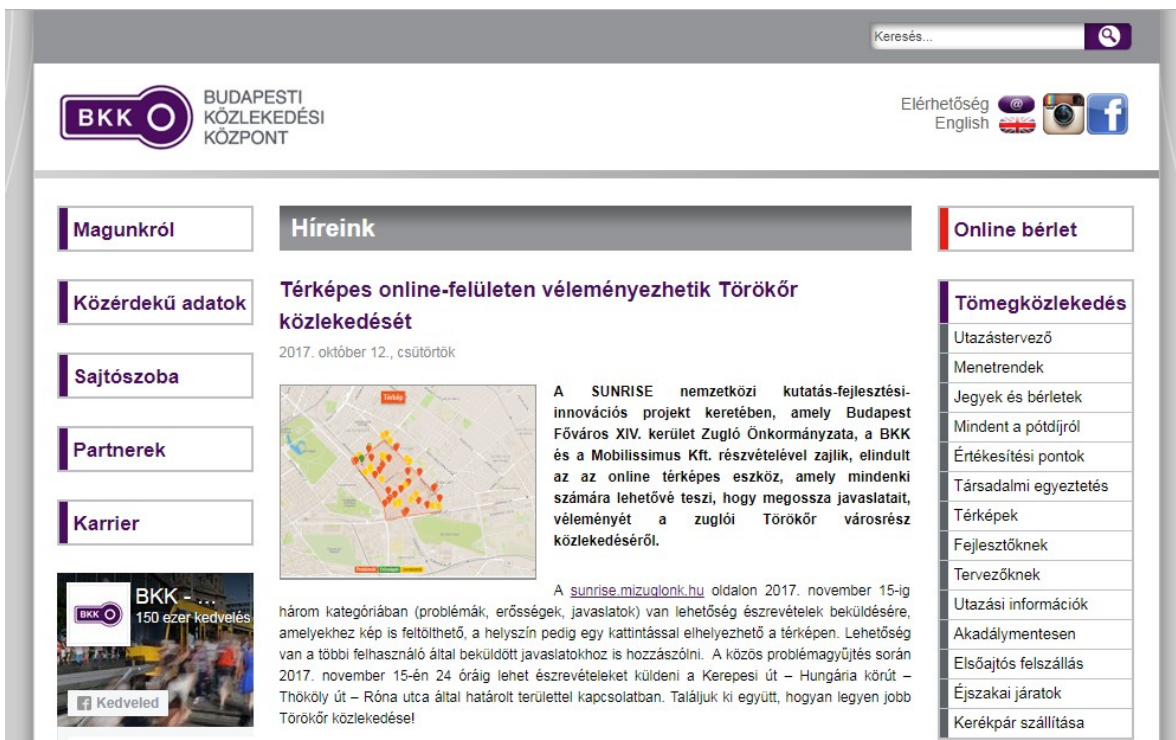 Keresés...
BKK
BUDAPESTI
KÖZLEKEDÉSI
KÖZPONT
Elérhetőség
English
Magunkról
Közérdekű adatok
Sajtószoba
Partnerek
Karrier
BKK - ...
150 ezer kedvelés
BKK
Kedveled
Híreink
Térképes online-felületen véleményezhetik Törökőr
közlekedését
2017. október 12., csütörtök
Térkép
A SUNRISE nemzetközi kutatás-fejlesztési-
innovációs projekt keretében, amely Budapest
Főváros XIV. kerület Zugló Önkormányzata, a BKK
és a Mobilissimus Kft. részvételével zajlik, elindult
az az online térképes eszköz, amely mindenki
számára lehetővé teszi, hogy megossza javaslatait,
véleményét a zuglói Törökőr városrész
közlekedéséről.
A sunrise.mizuglonk.hu oldalon 2017. november 15-ig
három kategóriában (problémák, erősségek, javaslatok) van lehetőség észrevételek beküldésére,
amelyekhez kép is feltölthető, a helyszín pedig egy kattintással elhelyezhető a térképen. Lehetőség
van a többi felhasználó által beküldött javaslatokhoz is hozzászólni. A közös problémagyűjtés során
2017. november 15-én 24 óráig lehet észrevételeket küldeni a Kerepesi út – Hungária körút –
Thököly út – Róna utca által határolt területtel kapcsolatban. Találjuk ki együtt, hogyan legyen jobb
Törökőr közlekedése!
Online bérlet
Tömegközlekedés
Utazástervező
Menetrendek
Jegyek és bérletek
Mindent a pótdíjról
Értékesítési pontok
Társadalmi egyeztetés
Térképek
Fejlesztőknek
Tervezőknek
Utazási információk
Akadálymentesen
Elsőajtós felszállás
Éjszakai járatok
Kerékpár szállítása